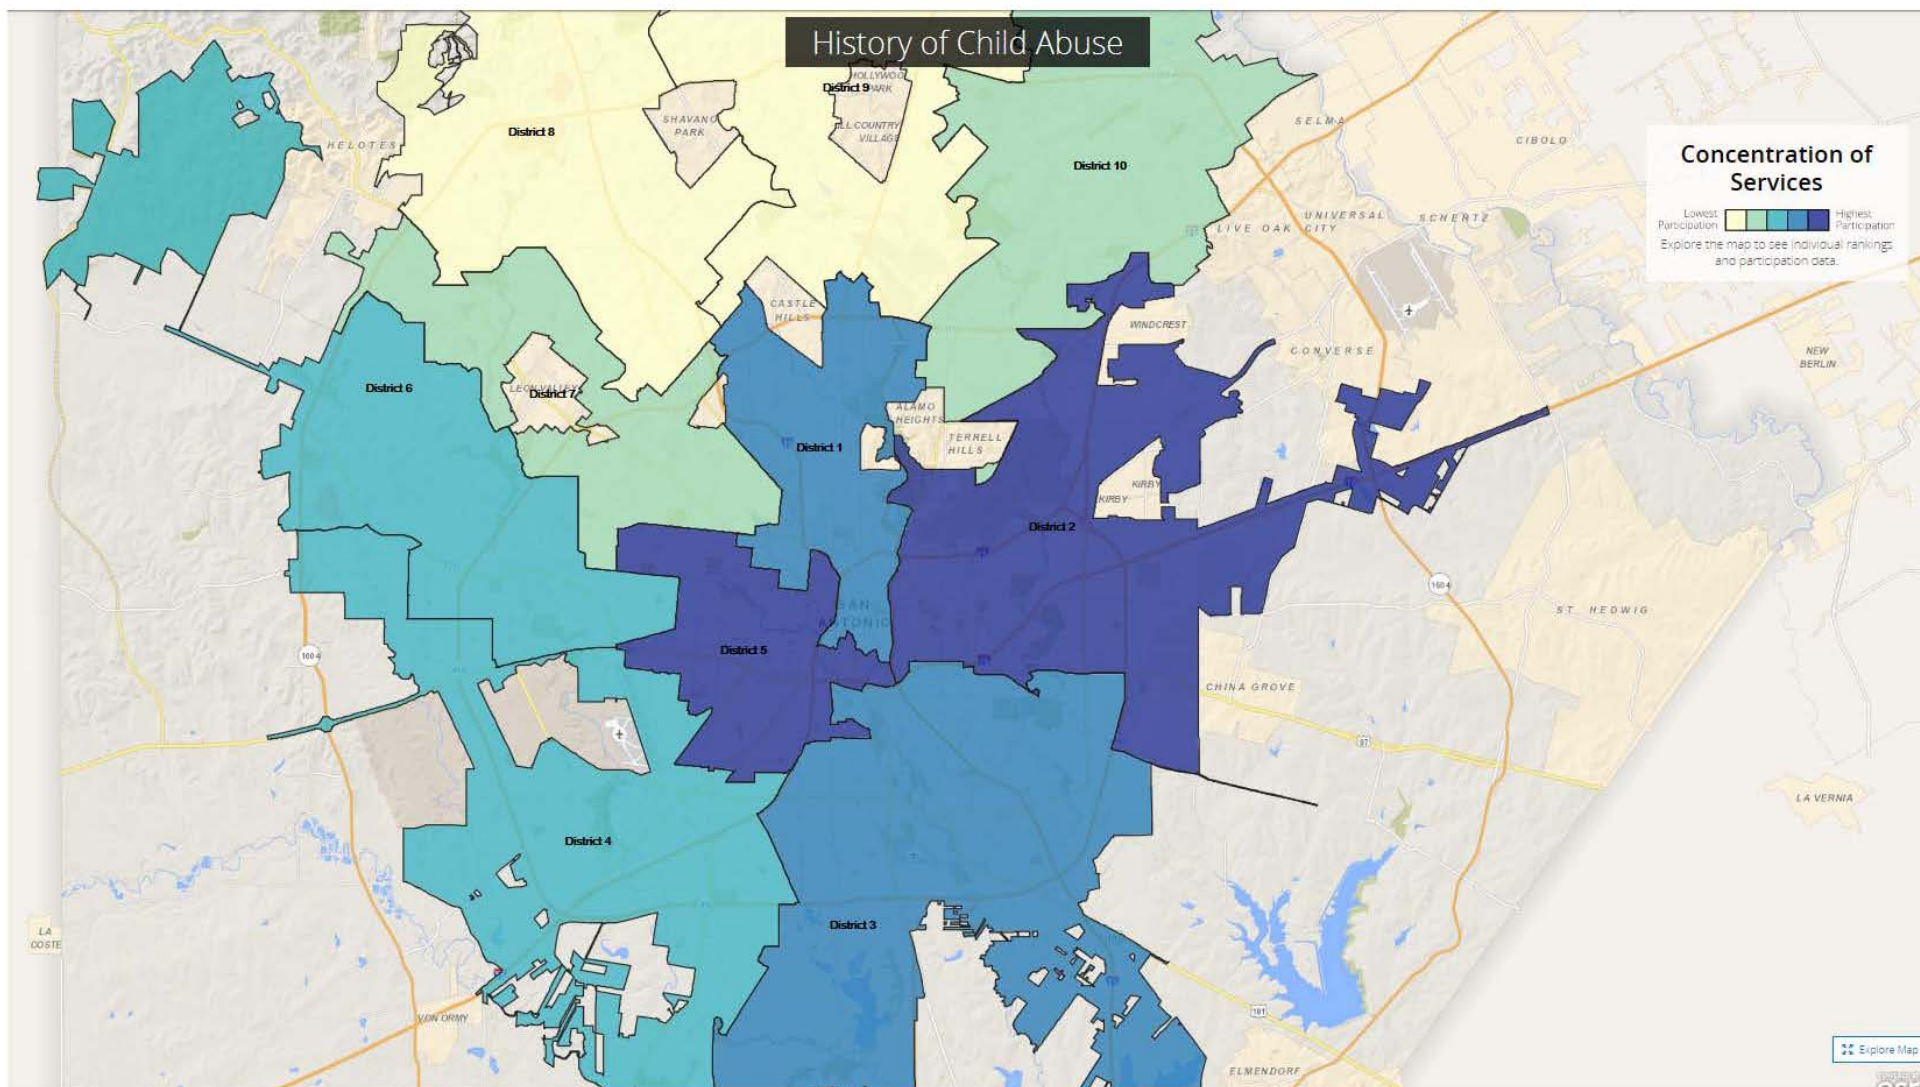 History of Child Abuse
HOLLYWOO
PARK
District 9
SHAVANO
PARK
District 8
HELOTES
LL COUNTRY
VILLAGE
District 10
SELMA
CIBOLO
Concentration of
Services
Lowest
Participation
Highest
Participation
Explore the map to see individual rankings
and participation data.
UNIVERSAL
CITY
SCHERTZ
LIVE OAK
CASTLE
HILLS
WINDCREST
CONVERSE
NEW
BERLIN
District 6
LEON VALLEY
District 7
ALAMO
HEIGHTS
TERRELL
HILLS
District 1
KIRBY
KIRBY
District 2
1604
SAN
ANTONIO
ST. HEDWIG
District 5
1604
CHINA GROVE
87
LA VERNIA
District 4
District 3
LA
COSTE
VON ORMY
181
ELMENDORF
Explore Map